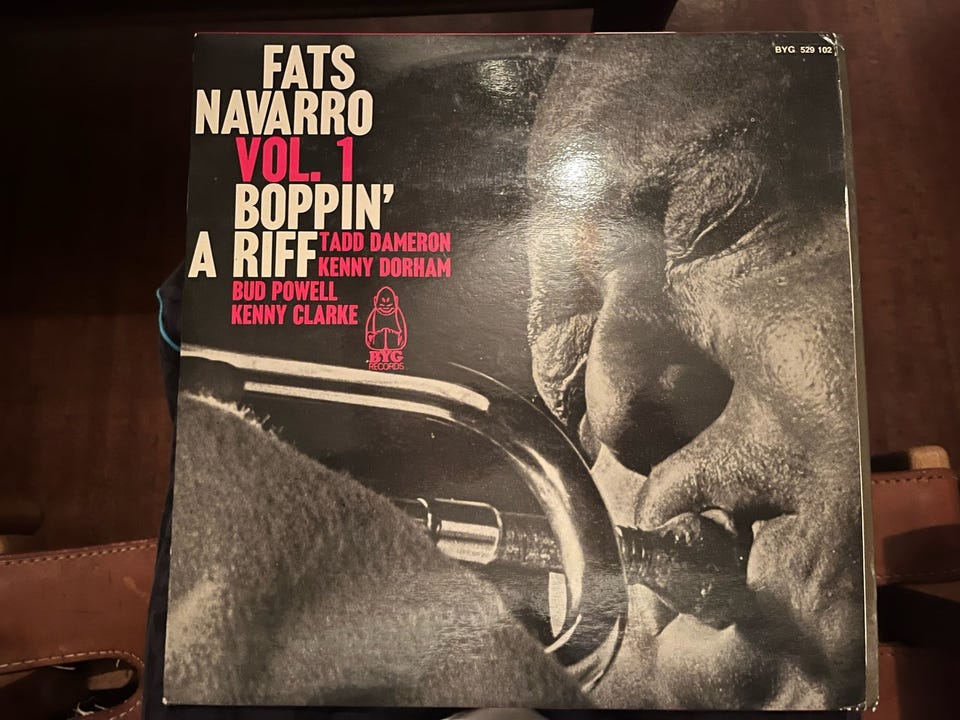 BYG 529 102
FATS
NAVARRO
VOL. 1
BOPPIN'
A RIFF
TADD DAMERON
KENNY DORHAM
BUD POWELL
KENNY CLARKE
BYG
RECORDS